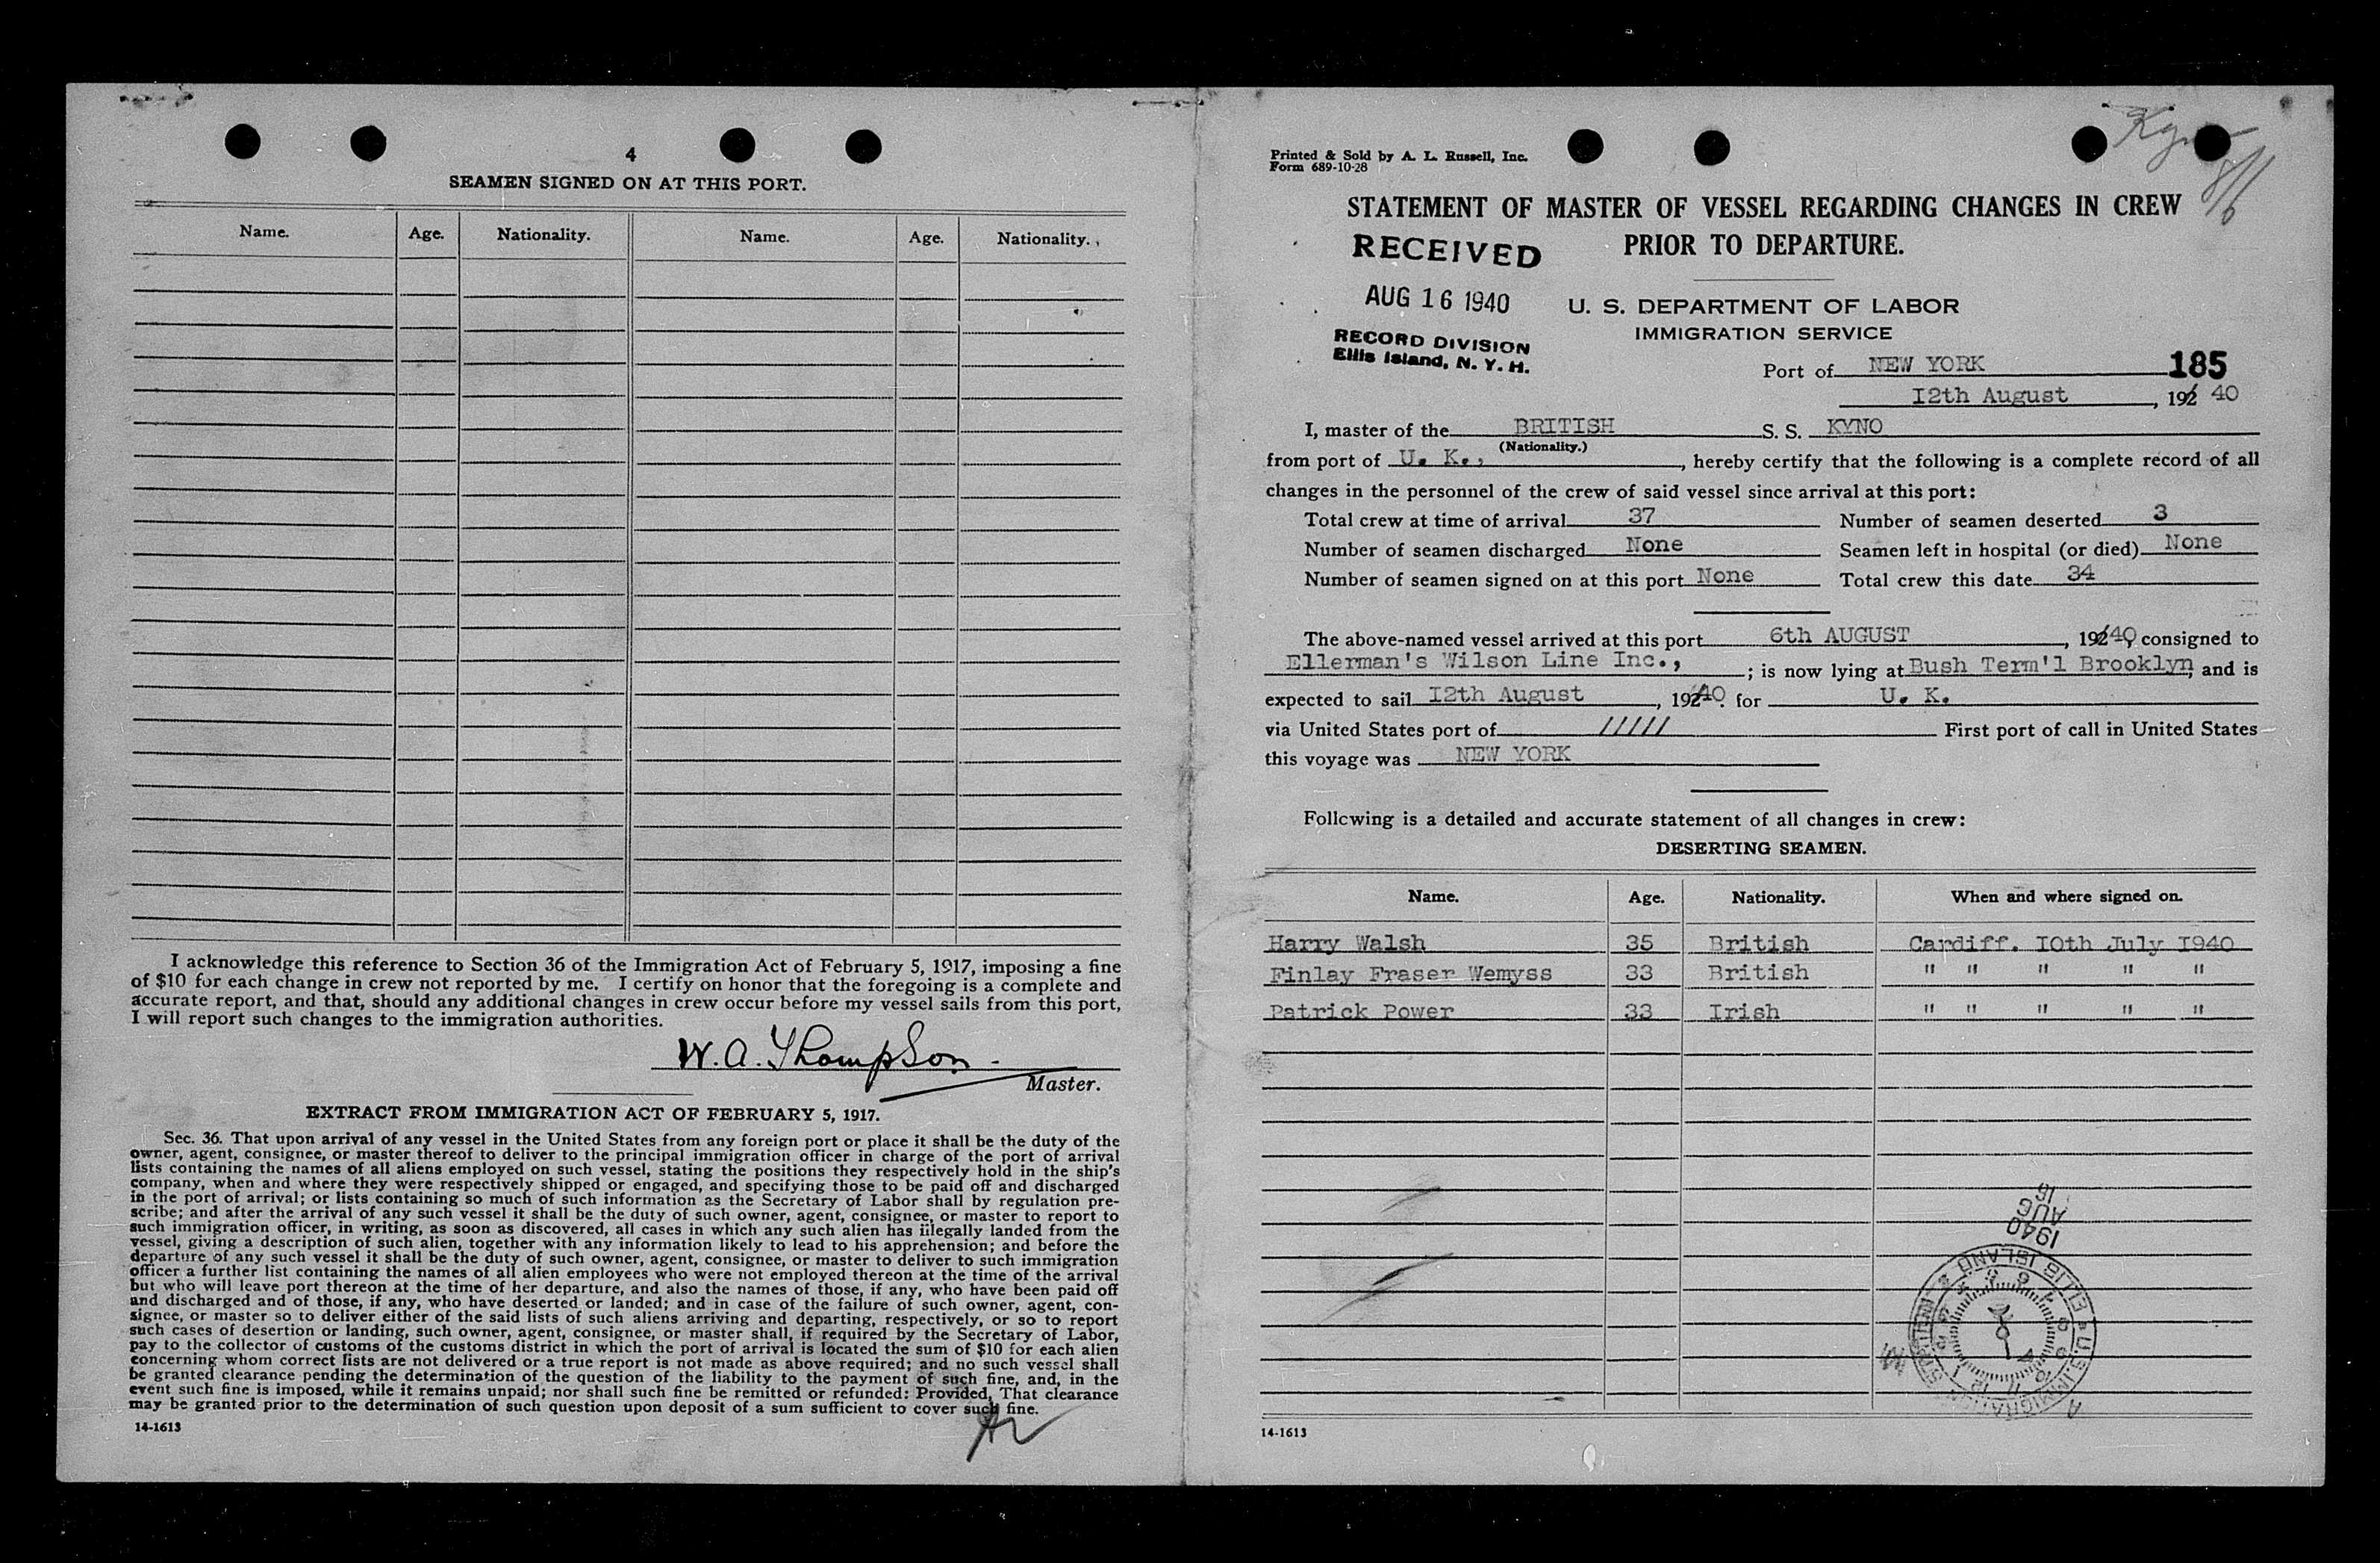 4
SEAMEN SIGNED ON AT THIS PORT.
Name. Age. Nationality. Name. Age. Nationality.
I acknowledge this reference to Section 36 of the Immigration Act of February 5, 1917, imposing a fine
of $10 for each change in crew not reported by me. I certify on honor that the foregoing is a complete and
accurate report, and that, should any additional changes in crew occur before my vessel sails from this port,
I will report such changes to the immigration authorities.
W. A. Thompson
Master.
EXTRACT FROM IMMIGRATION ACT OF FEBRUARY 5, 1917.
Sec. 36. That upon arrival of any vessel in the United States from any foreign port or place it shall be the duty of the
owner, agent, consignee, or master thereof to deliver to the principal immigration officer in charge of the port of arrival
lists containing the names of all aliens employed on such vessel, stating the positions they respectively hold in the ship's
company, when and where they were respectively shipped or engaged, and specifying those to be paid off and discharged
in the port of arrival; or lists containing so much of such information as the Secretary of Labor shall by regulation pre-
scribe; and after the arrival of any such vessel it shall be the duty of such owner, agent, consignee, or master to report to
such immigration officer, in writing, as soon as discovered, all cases in which any such alien has illegally landed from the
vessel, giving a description of such alien, together with any information likely to lead to his apprehension; and before the
departure of any such vessel it shall be the duty of such owner, agent, consignee, or master to deliver to such immigration
officer a further list containing the names of all alien employees who were not employed thereon at the time of the arrival
but who will leave port thereon at the time of her departure, and also the names of those, if any, who have been paid off
and discharged and of those, if any, who have deserted or landed; and in case of the failure of such owner, agent, con-
signee, or master so to deliver either of the said lists of such aliens arriving and departing, respectively, or so to report
such cases of desertion or landing, such owner, agent, consignee, or master shall, if required by the Secretary of Labor,
pay to the collector of customs of the customs district in which the port of arrival is located the sum of $10 for each alien
concerning whom correct lists are not delivered or a true report is not made as above required; and no such vessel shall
be granted clearance pending the determination of the question of the liability to the payment of such fine, and, in the
event such fine is imposed, while it remains unpaid; nor shall such fine be remitted or refunded: Provided, That clearance
may be granted prior to the determination of such question upon deposit of a sum sufficient to cover such fine.
14-1613
Printed & Sold by A. L. Russell, Inc.
Form 689-10-28
8/6
STATEMENT OF MASTER OF VESSEL REGARDING CHANGES IN CREW
PRIOR TO DEPARTURE.
RECEIVED
AUG 16 1940
RECORD DIVISION
Ellis Island, N. Y. H.
U. S. DEPARTMENT OF LABOR
IMMIGRATION SERVICE
Port of NEW YORK 185
I2th August, 192 40
I, master of the BRITISH S. S. KYNO
(Nationality.)
from port of U. K., , hereby certify that the following is a complete record of all
changes in the personnel of the crew of said vessel since arrival at this port:
Total crew at time of arrival 37 Number of seamen deserted 3
Number of seamen discharged None Seamen left in hospital (or died) None
Number of seamen signed on at this port None Total crew this date 34
The above-named vessel arrived at this port 6th AUGUST, 192 40, consigned to
Ellerman's Wilson Line Inc., ; is now lying at Bush Term'l Brooklyn, and is
expected to sail I2th August, 192 40. for U. K.
via United States port of ///// First port of call in United States
this voyage was NEW YORK
Following is a detailed and accurate statement of all changes in crew:
DESERTING SEAMEN.
Name. Age. Nationality. When and where signed on.
Harry Walsh 35 British Cardiff. IOth July I940
Finlay Fraser Wemyss 33 British " " " " "
Patrick Power 33 Irish " " " " "
1940
AUG
ELLIS ISLAND
14-1613